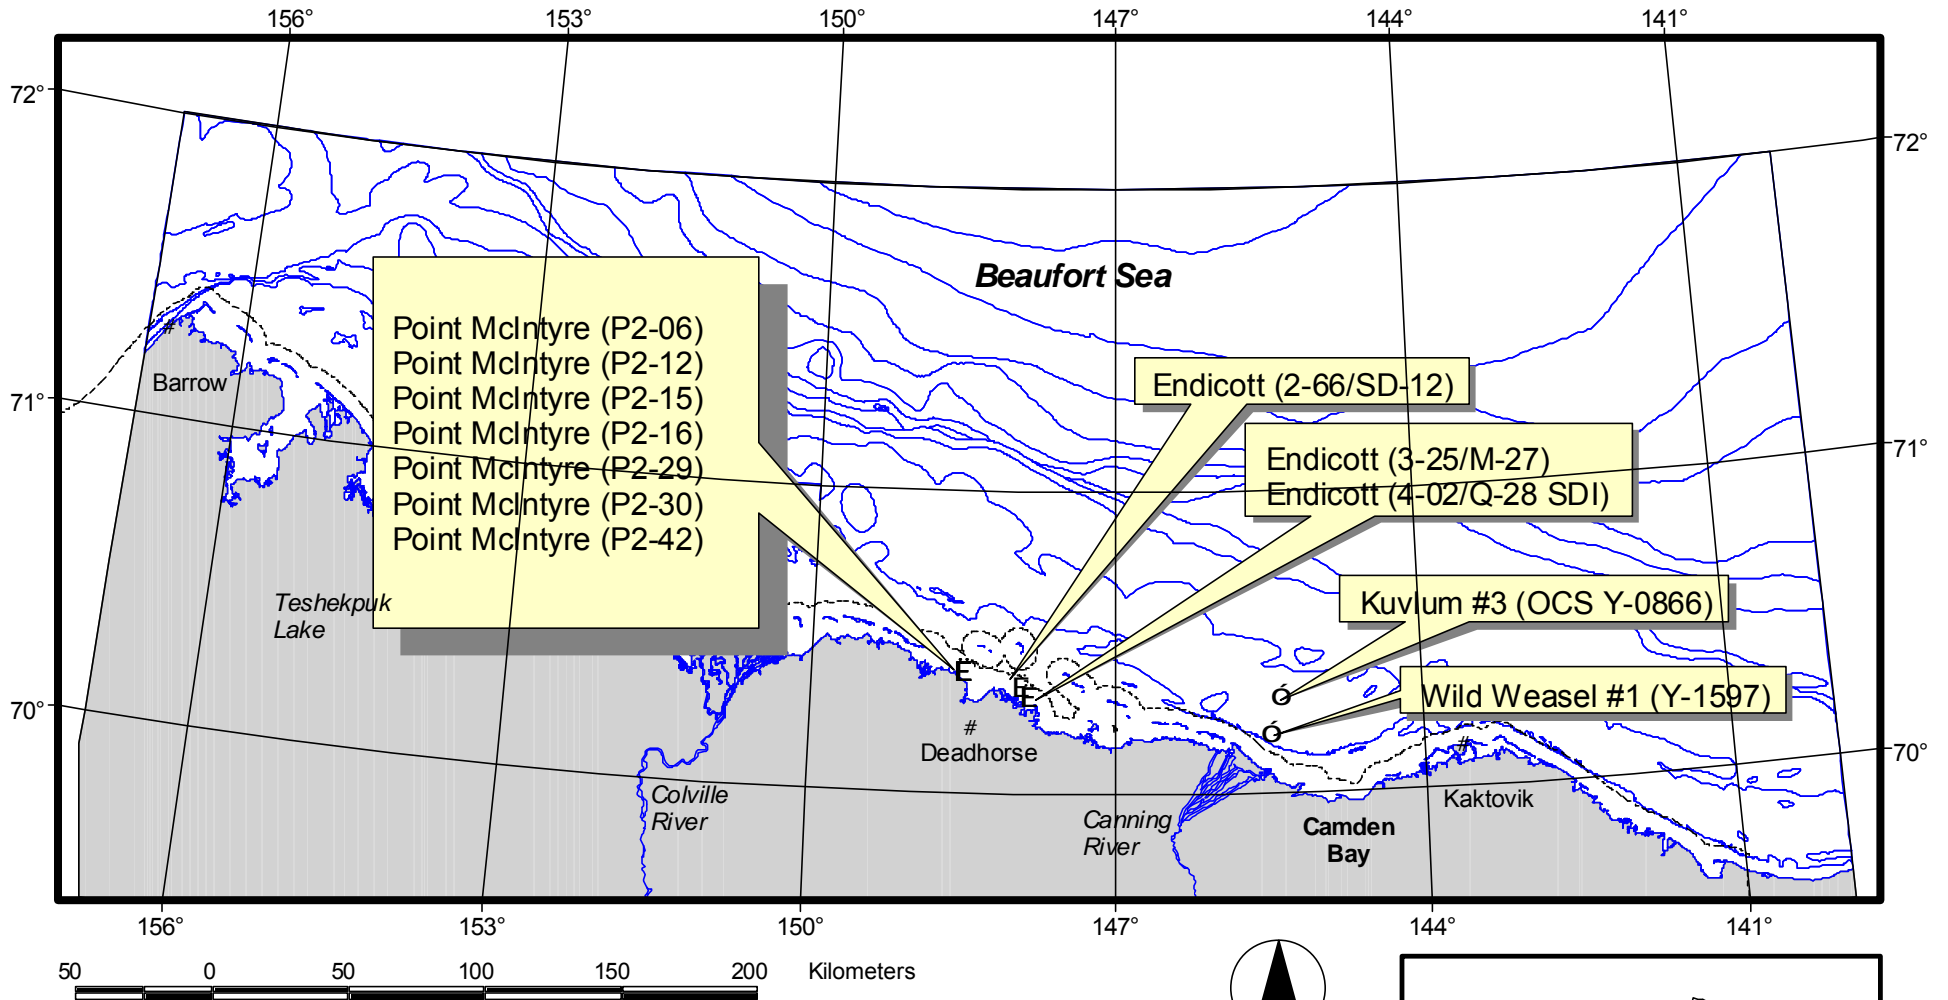 156° 153° 150° 147° 144° 141°
72°
72°
Beaufort Sea
Point McIntyre (P2-06)
Point McIntyre (P2-12)
Point McIntyre (P2-15)
Point McIntyre (P2-16)
Point McIntyre (P2-29)
Point McIntyre (P2-30)
Point McIntyre (P2-42)
Endicott (2-66/SD-12)
#
Barrow
71°
71°
Endicott (3-25/M-27)
Endicott (4-02/Q-28 SDI)
Teshekpuk
Lake
Kuvlum #3 (OCS Y-0866)
E
E
E
Ó
Wild Weasel #1 (Y-1597)
70°
Ó
#
#
70°
Deadhorse
Colville
River
Kaktovik
Canning
River
Camden
Bay
156° 153° 150° 147° 144° 141°
50 0 50 100 150 200 Kilometers